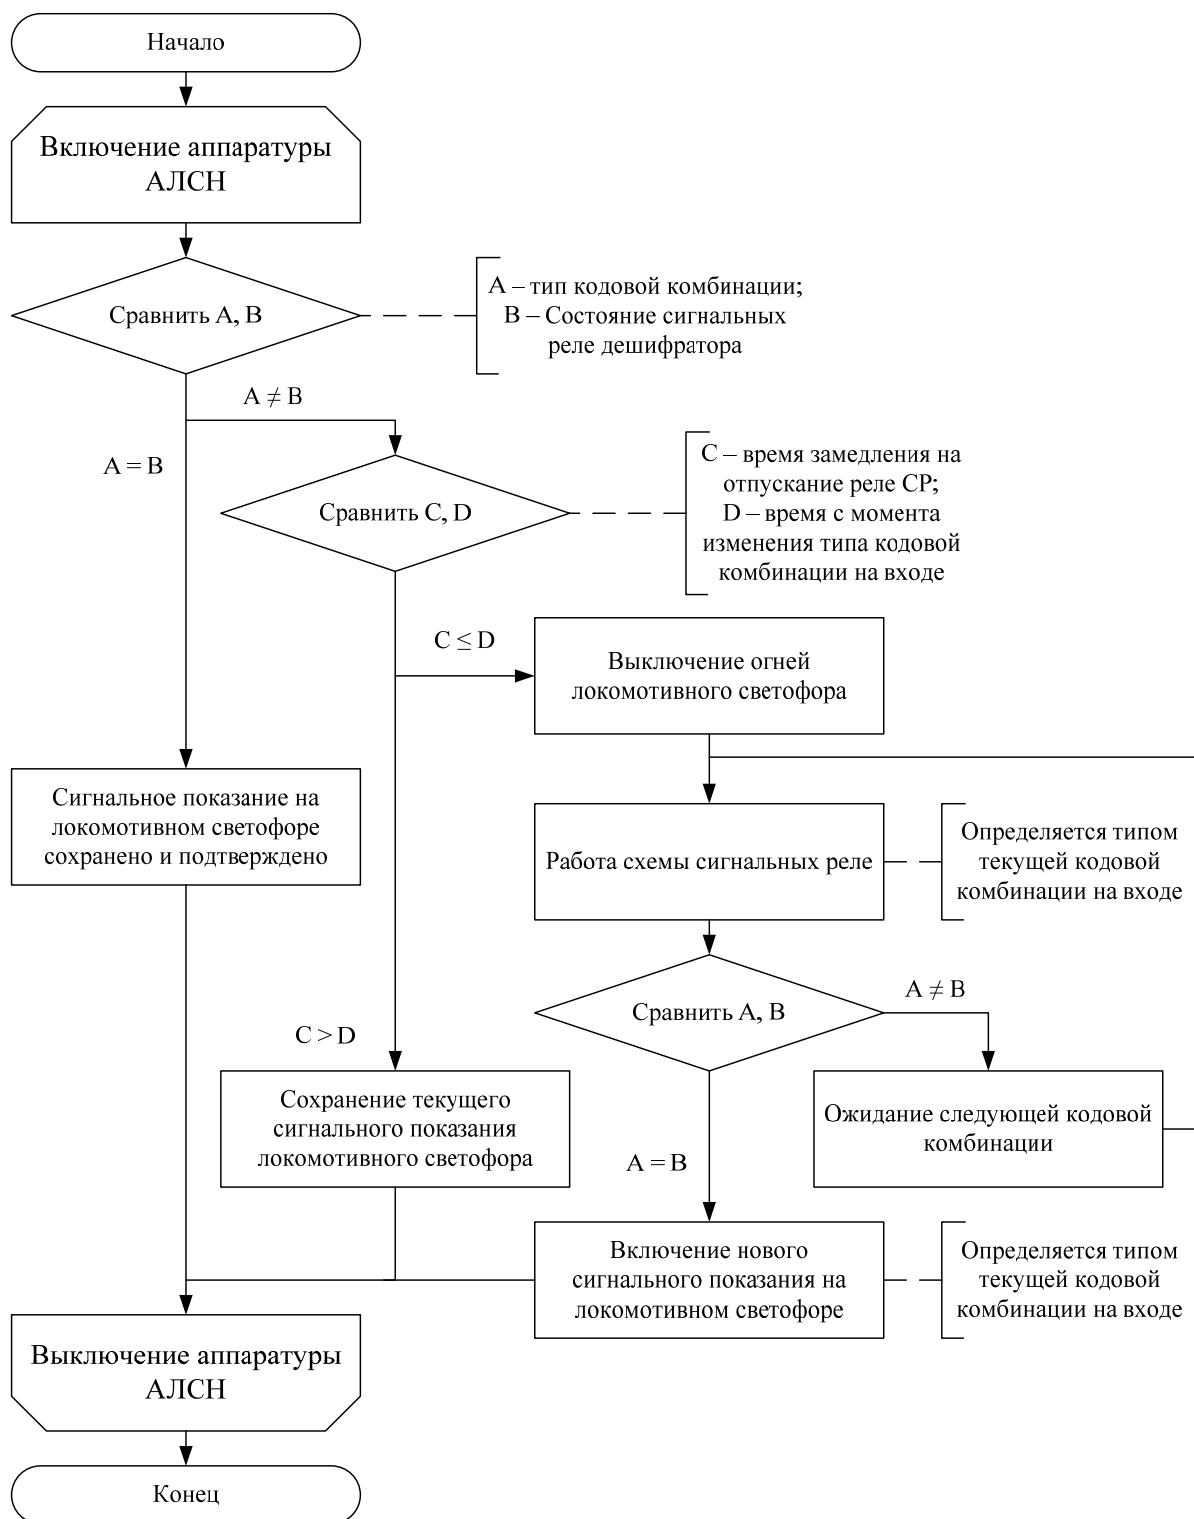 Начало
Включение аппаратуры
АЛСН
Сравнить A, B
A – тип кодовой комбинации;
B – Состояние сигнальных
реле дешифратора
A ≠ B
A = B
Сравнить C, D
C – время замедления на
отпускание реле СР;
D – время с момента
изменения типа кодовой
комбинации на входе
C ≤ D
Выключение огней
локомотивного светофора
Сигнальное показание на
локомотивном светофоре
сохранено и подтверждено
Работа схемы сигнальных реле
Определяется типом
текущей кодовой
комбинации на входе
Сравнить A, B
A ≠ B
C > D
Сохранение текущего
сигнального показания
локомотивного светофора
Ожидание следующей кодовой
комбинации
A = B
Включение нового
сигнального показания на
локомотивном светофоре
Определяется типом
текущей кодовой
комбинации на входе
Выключение аппаратуры
АЛСН
Конец